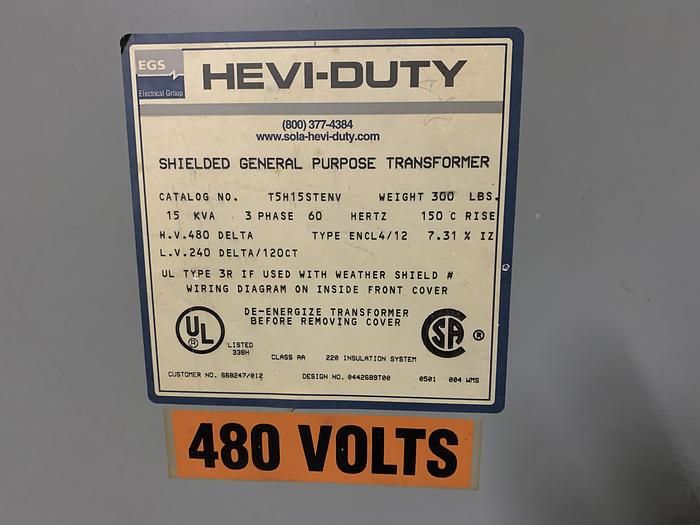 EGS
Electrical Group
HEVI-DUTY
(800) 377-4384
www.sola-hevi-duty.com
SHIELDED GENERAL PURPOSE TRANSFORMER
CATALOG NO. T5H15STENV WEIGHT 300 LBS.
15 KVA 3 PHASE 60 HERTZ 150 C RISE
H.V.480 DELTA TYPE ENCL4/12 7.31 % IZ
L.V.240 DELTA/120CT
UL TYPE 3R IF USED WITH WEATHER SHIELD #
WIRING DIAGRAM ON INSIDE FRONT COVER
DE-ENERGIZE TRANSFORMER
BEFORE REMOVING COVER
UL ®
LISTED
338H
SA ®
CLASS AA 220 INSULATION SYSTEM
CUSTOMER NO. 668247/012 DESIGN NO. 0442689T00 0501 004 WMS
480 VOLTS